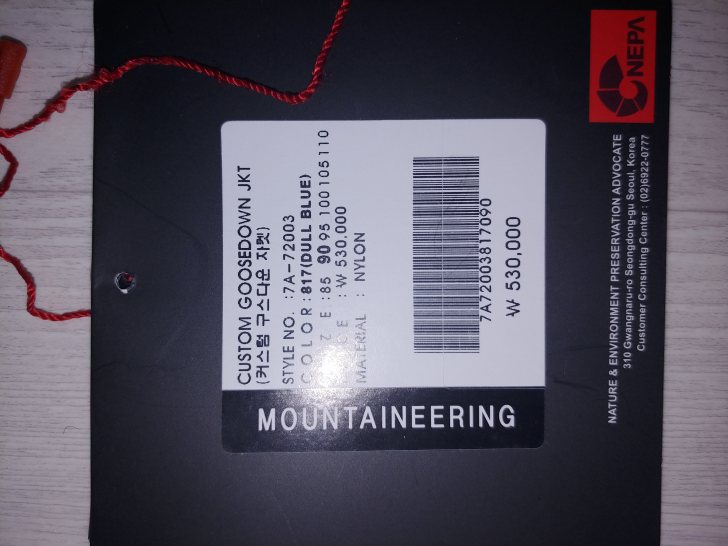 NEPA
NATURE & ENVIRONMENT PRESERVATION ADVOCATE
310 Gwangnaru-ro Seongdong-gu Seoul. Korea
Customer Consulting Center : (02)6922-0777
CUSTOM GOOSEDOWN JKT
(커스텀 구스다운 자켓)
STYLE NO. :7A-72003
COLOR : 817(DULL BLUE)
SIZE :85 90 95 100 105 110
PRICE : ₩ 530,000
MATERIAL : NYLON
7A72003817090
₩ 530,000
MOUNTAINEERING